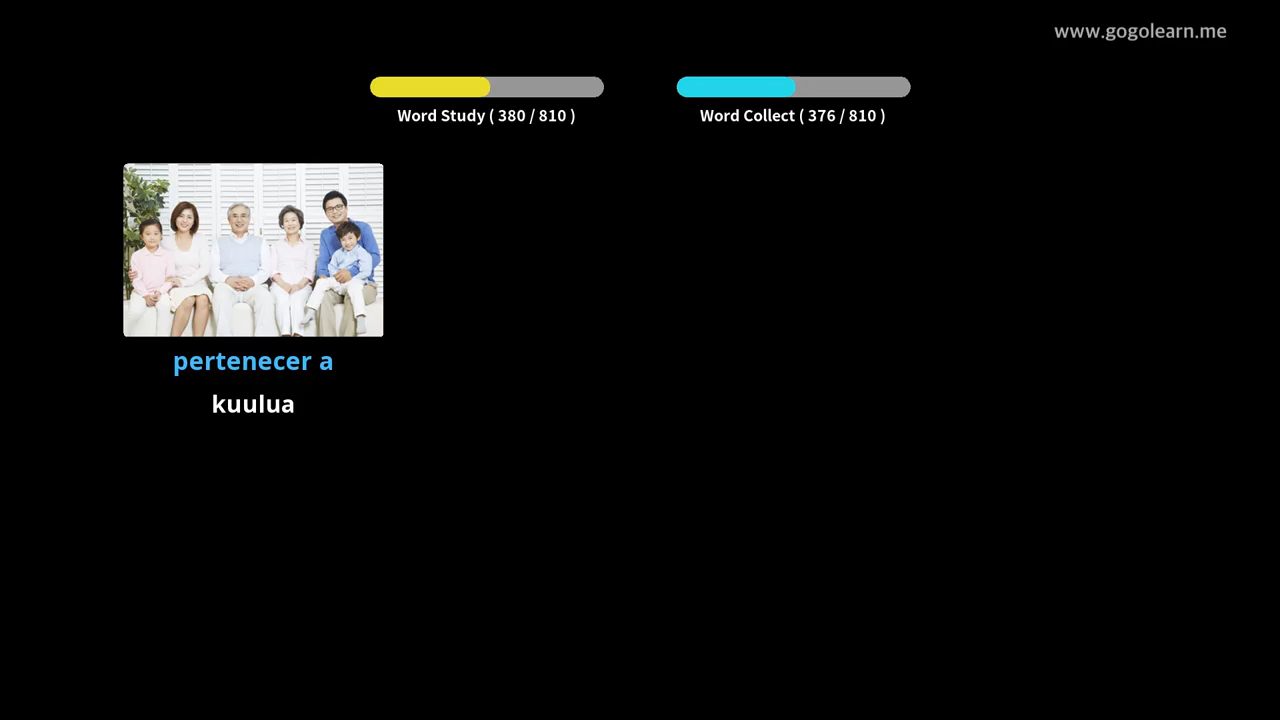 www.gogolearn.me
Word Study ( 380 / 810 )
Word Collect ( 376 / 810 )
pertenecer a
kuulua